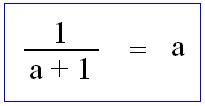 1 / (a + 1) = a